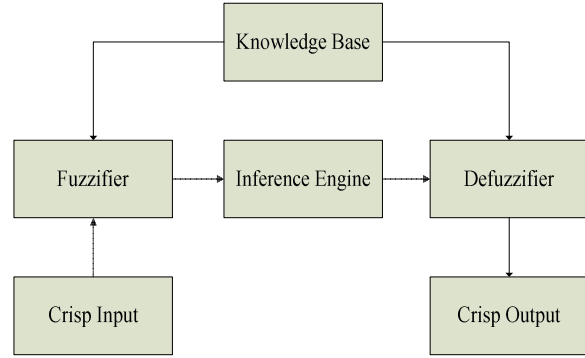 Knowledge Base
Fuzzifier
Inference Engine
Defuzzifier
Crisp Input
Crisp Output